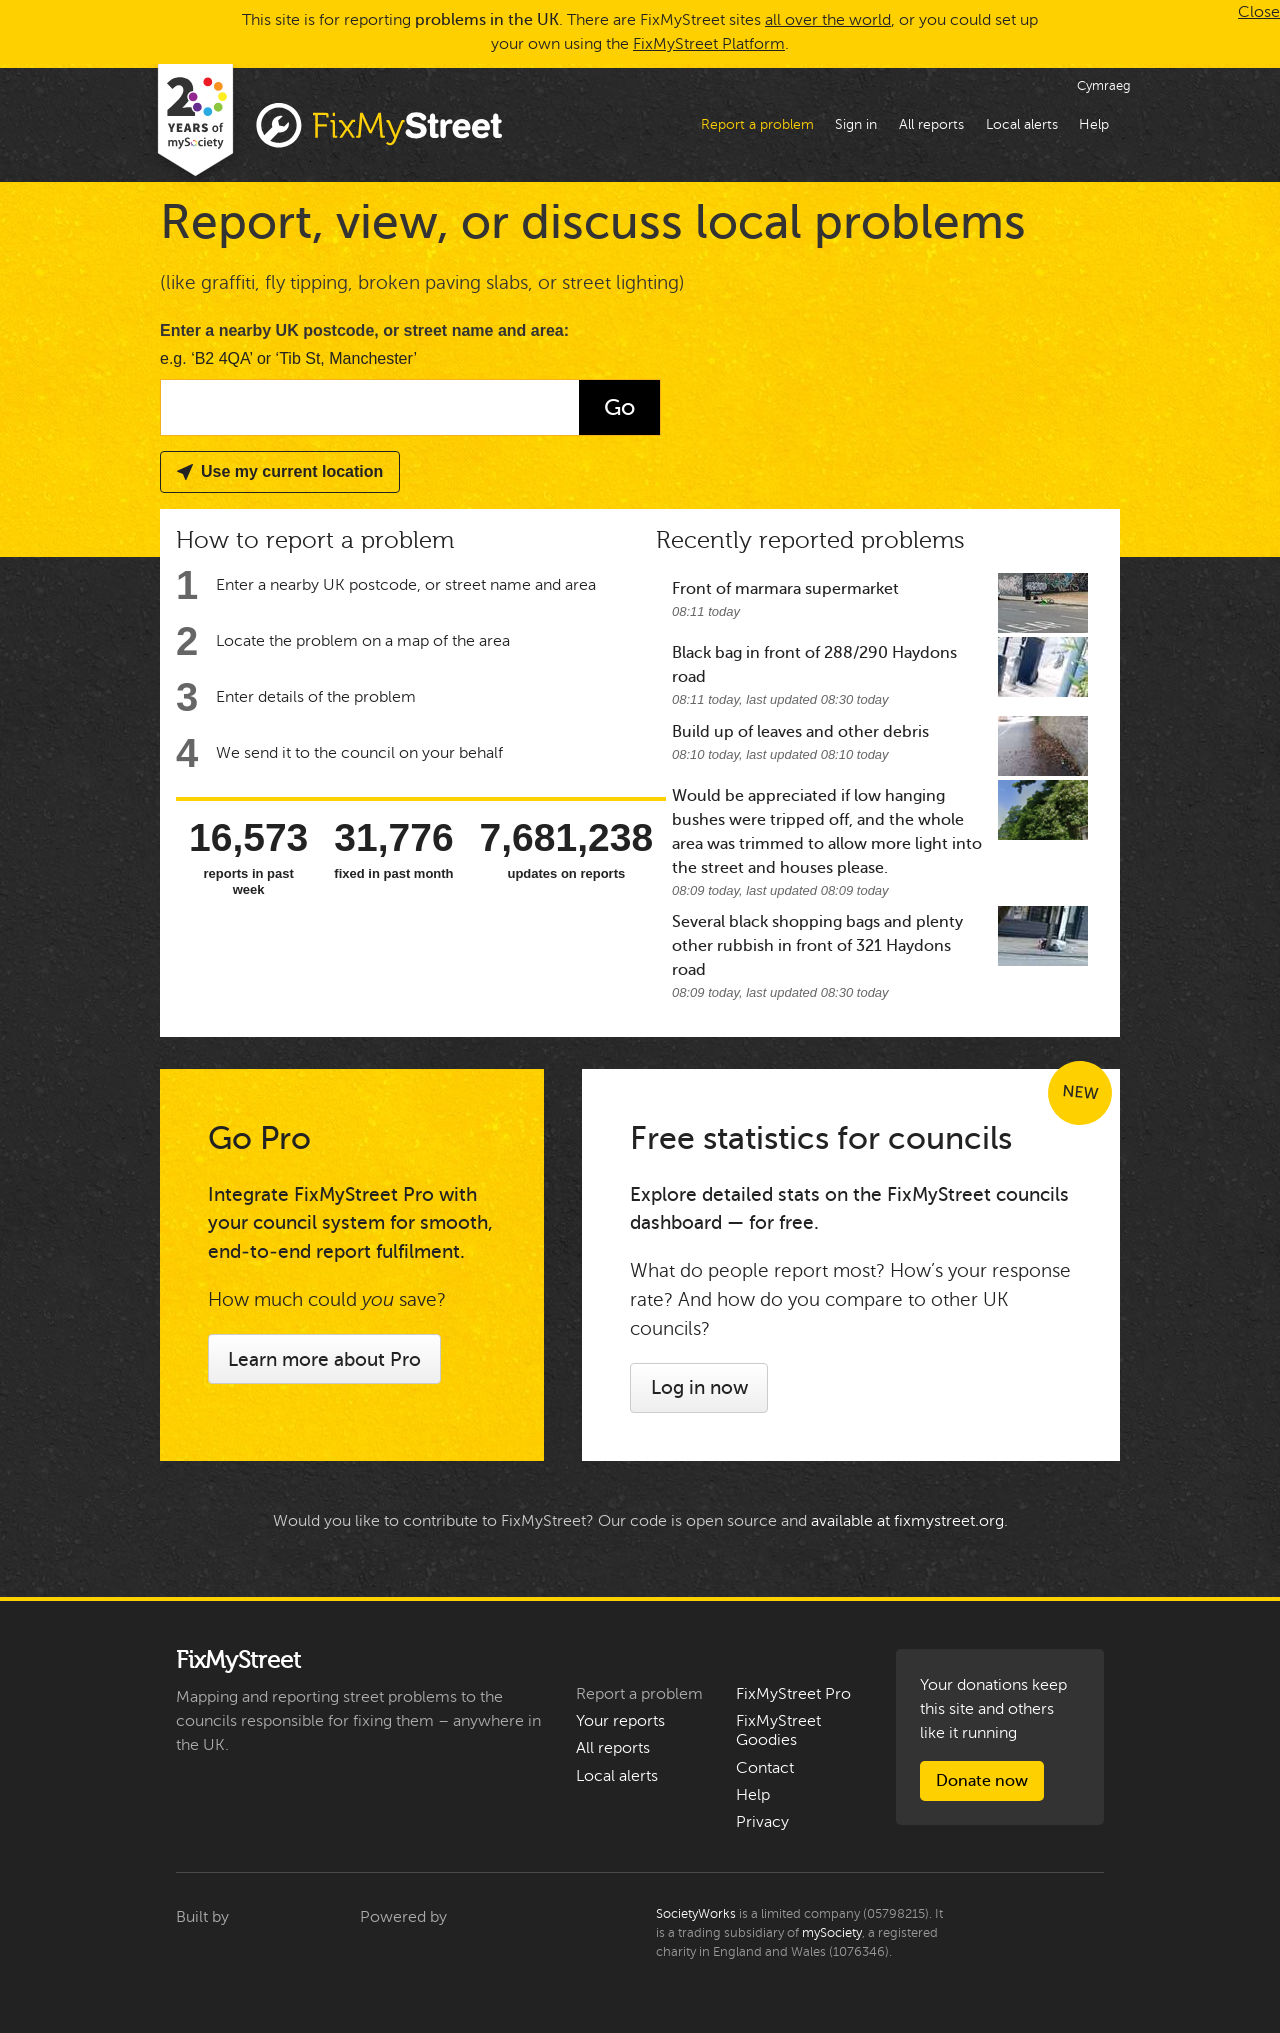 This site is for reporting problems in the UK. There are FixMyStreet sites all over the world, or you could set up
your own using the FixMyStreet Platform.
Close
Cymraeg
20
YEARS of
mySociety
FixMyStreet
Report a problem
Sign in
All reports
Local alerts
Help
Report, view, or discuss local problems
(like graffiti, fly tipping, broken paving slabs, or street lighting)
Enter a nearby UK postcode, or street name and area:
e.g. ‘B2 4QA’ or ‘Tib St, Manchester’
Go
Use my current location
How to report a problem
1 Enter a nearby UK postcode, or street name and area
2 Locate the problem on a map of the area
3 Enter details of the problem
4 We send it to the council on your behalf
16,573
reports in past
week
31,776
fixed in past month
7,681,238
updates on reports
Recently reported problems
Front of marmara supermarket
08:11 today
Black bag in front of 288/290 Haydons
road
08:11 today, last updated 08:30 today
Build up of leaves and other debris
08:10 today, last updated 08:10 today
Would be appreciated if low hanging
bushes were tripped off, and the whole
area was trimmed to allow more light into
the street and houses please.
08:09 today, last updated 08:09 today
Several black shopping bags and plenty
other rubbish in front of 321 Haydons
road
08:09 today, last updated 08:30 today
Go Pro
Integrate FixMyStreet Pro with
your council system for smooth,
end-to-end report fulfilment.
How much could you save?
Learn more about Pro
NEW
Free statistics for councils
Explore detailed stats on the FixMyStreet councils
dashboard — for free.
What do people report most? How’s your response
rate? And how do you compare to other UK
councils?
Log in now
Would you like to contribute to FixMyStreet? Our code is open source and available at fixmystreet.org.
FixMyStreet
Mapping and reporting street problems to the
councils responsible for fixing them – anywhere in
the UK.
Report a problem
Your reports
All reports
Local alerts
FixMyStreet Pro
FixMyStreet
Goodies
Contact
Help
Privacy
Your donations keep
this site and others
like it running
Donate now
Built by
Powered by
SocietyWorks is a limited company (05798215). It
is a trading subsidiary of mySociety, a registered
charity in England and Wales (1076346).